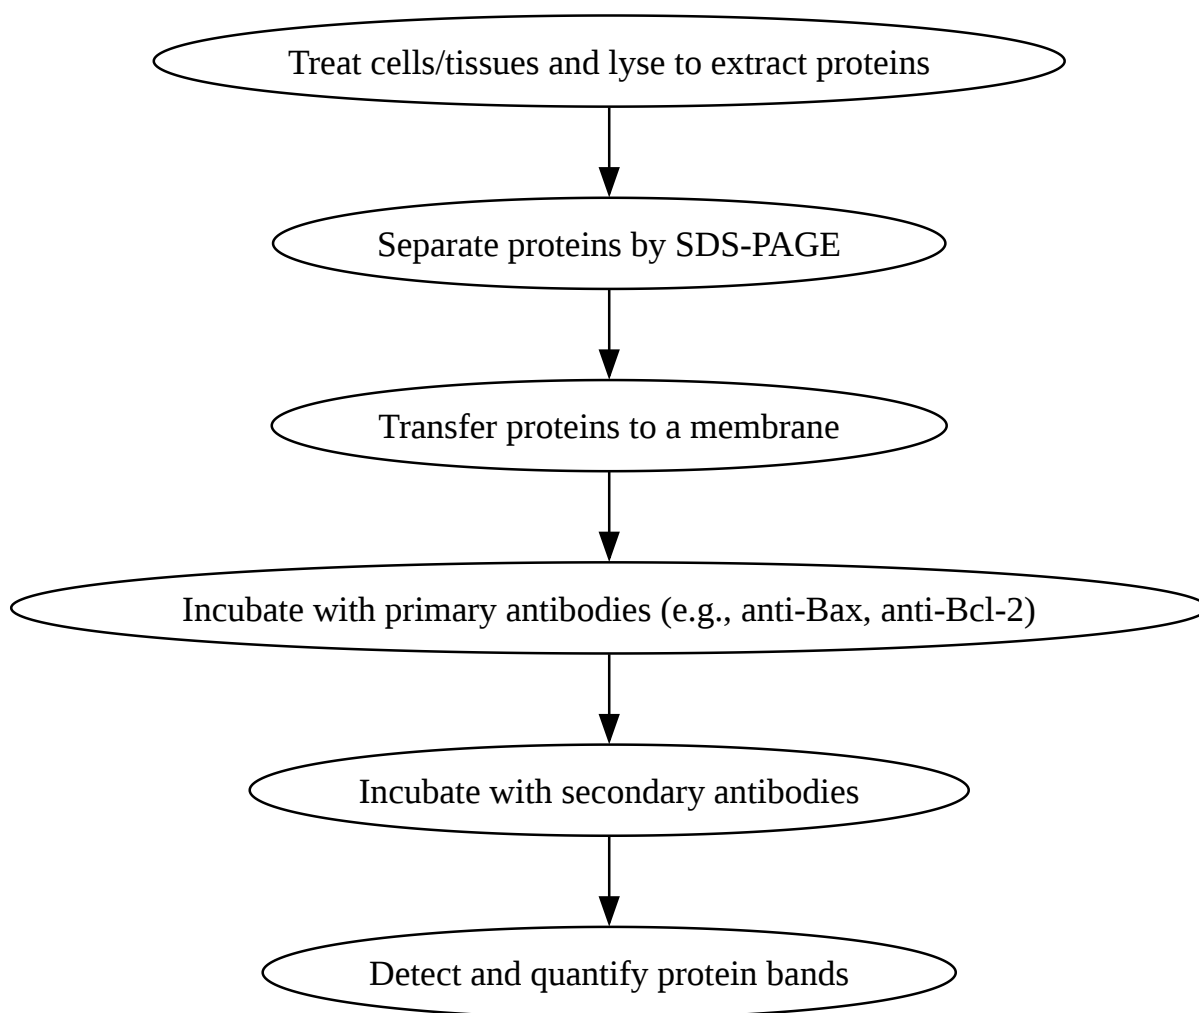 Treat cells/tissues and lyse to extract proteins
Separate proteins by SDS-PAGE
Transfer proteins to a membrane
Incubate with primary antibodies (e.g., anti-Bax, anti-Bcl-2)
Incubate with secondary antibodies
Detect and quantify protein bands